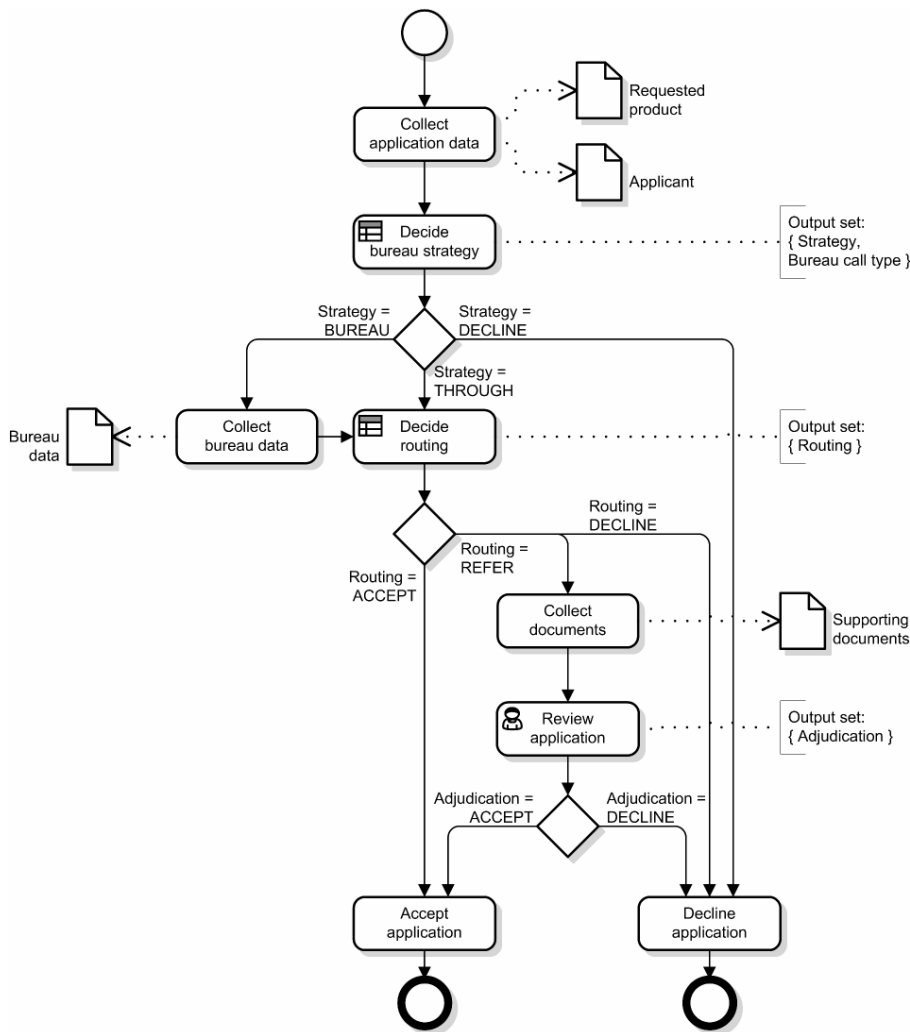 Requested
product
Collect
application data
Applicant
Decide
bureau strategy
Output set:
{ Strategy,
Bureau call type }
Strategy =
BUREAU
Strategy =
DECLINE
Strategy =
THROUGH
Bureau
data
Collect
bureau data
Decide
routing
Output set:
{ Routing }
Routing =
DECLINE
Routing =
REFER
Routing =
ACCEPT
Collect
documents
Supporting
documents
Review
application
Output set:
{ Adjudication }
Adjudication =
ACCEPT
Adjudication =
DECLINE
Accept
application
Decline
application